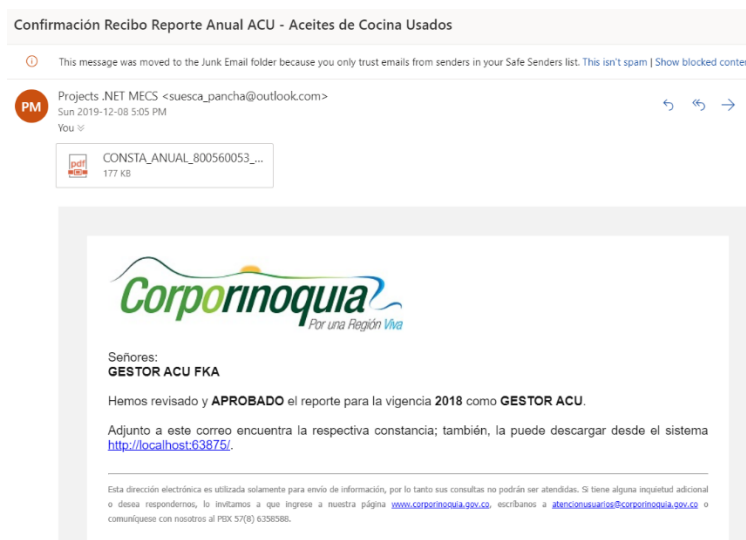 Confirmación Recibo Reporte Anual ACU - Aceites de Cocina Usados
This message was moved to the Junk Email folder because you only trust emails from senders in your Safe Senders list. This isn't spam | Show blocked conten
PM
Projects .NET MECS <suesca_pancha@outlook.com>
Sun 2019-12-08 5:05 PM
You
pdf
CONSTA_ANUAL_800560053_...
177 KB
Corporinoquia
Por una Región Viva
Señores:
GESTOR ACU FKA
Hemos revisado y APROBADO el reporte para la vigencia 2018 como GESTOR ACU.
Adjunto a este correo encuentra la respectiva constancia; también, la puede descargar desde el sistema
http://localhost:63875/.
Esta dirección electrónica es utilizada solamente para envío de información, por lo tanto sus consultas no podrán ser atendidas. Si tiene alguna inquietud adicional
o desea respondernos, lo invitamos a que ingrese a nuestra página www.corporinoquia.gov.co, escríbanos a atencionusuarios@corporinoquia.gov.co o
comuníquese con nosotros al PBX 57(8) 6358588.